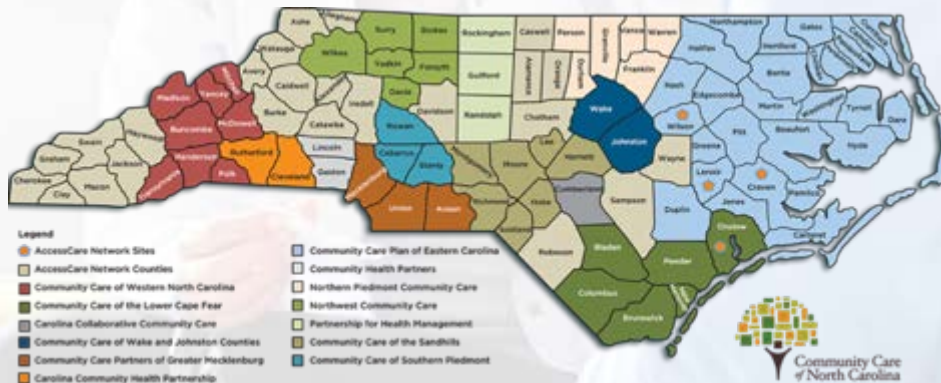 Ashe
Alleghany
Surry
Stokes
Rockingham
Caswell
Person
Granville
Vance
Warren
Northampton
Gates
Halifax
Hertford
Watauga
Wilkes
Yadkin
Forsyth
Guilford
Alamance
Orange
Durham
Franklin
Nash
Bertie
Avery
Caldwell
Davie
Iredell
Davidson
Randolph
Chatham
Wake
Edgecombe
Martin
Washington
Tyrrell
Dare
Madison
Yancey
McDowell
Burke
Catawba
Rowan
Johnston
Wilson
Pitt
Beaufort
Hyde
Haywood
Buncombe
Rutherford
Cleveland
Lincoln
Gaston
Cabarrus
Stanly
Montgomery
Moore
Lee
Harnett
Wayne
Greene
Lenoir
Craven
Pamlico
Swain
Graham
Jackson
Henderson
Polk
Transylvania
Cherokee
Macon
Clay
Mecklenburg
Union
Anson
Richmond
Hoke
Scotland
Cumberland
Sampson
Duplin
Jones
Carteret
Onslow
Robeson
Bladen
Pender
Columbus
Brunswick
Legend
AccessCare Network Sites
AccessCare Network Counties
Community Care of Western North Carolina
Community Care of the Lower Cape Fear
Carolina Collaborative Community Care
Community Care of Wake and Johnston Counties
Community Care Partners of Greater Mecklenburg
Carolina Community Health Partnership
Community Care Plan of Eastern Carolina
Community Health Partners
Northern Piedmont Community Care
Northwest Community Care
Partnership for Health Management
Community Care of the Sandhills
Community Care of Southern Piedmont
Community Care
of North Carolina